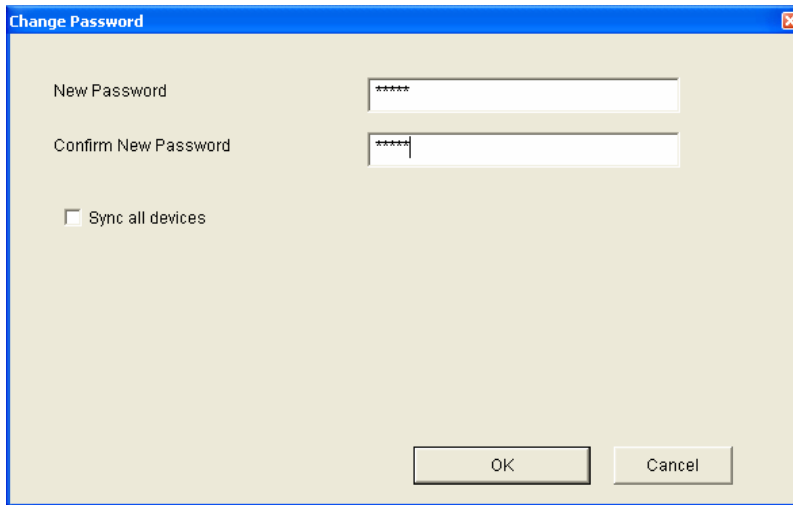 Change Password
New Password *****
Confirm New Password *****
Sync all devices
OK Cancel